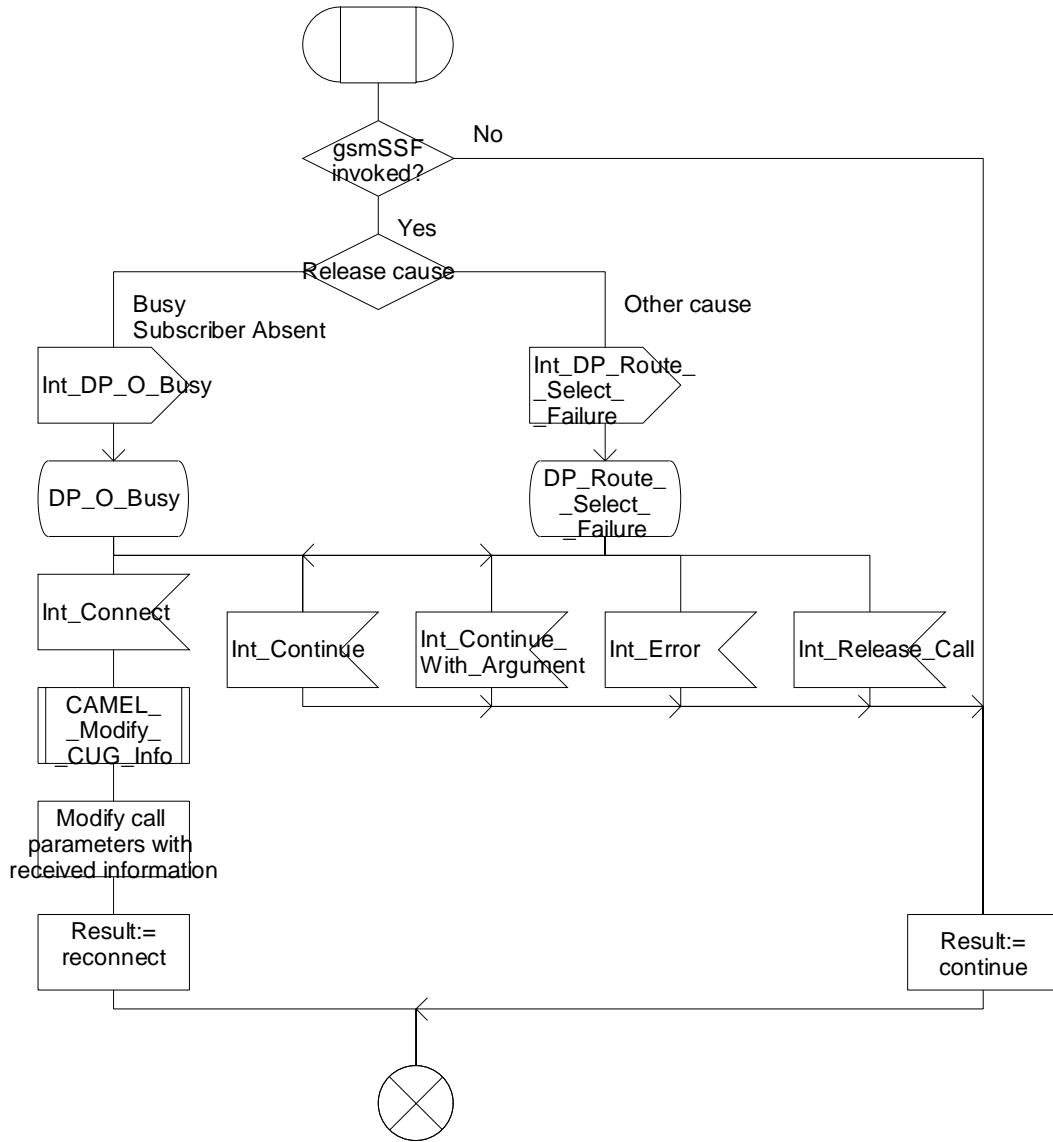 No
gsmSSF
invoked?
Yes
Release cause
Busy
Subscriber Absent
Other cause
Int_DP_O_Busy
Int_DP_Route_
_Select_
_Failure
DP_O_Busy
DP_Route_
_Select_
_Failure
Int_Connect
Int_Continue
Int_Continue_
With_Argument
Int_Error
Int_Release_Call
CAMEL_
_Modify_
_CUG_Info
Modify call
parameters with
received information
Result:=
reconnect
Result:=
continue